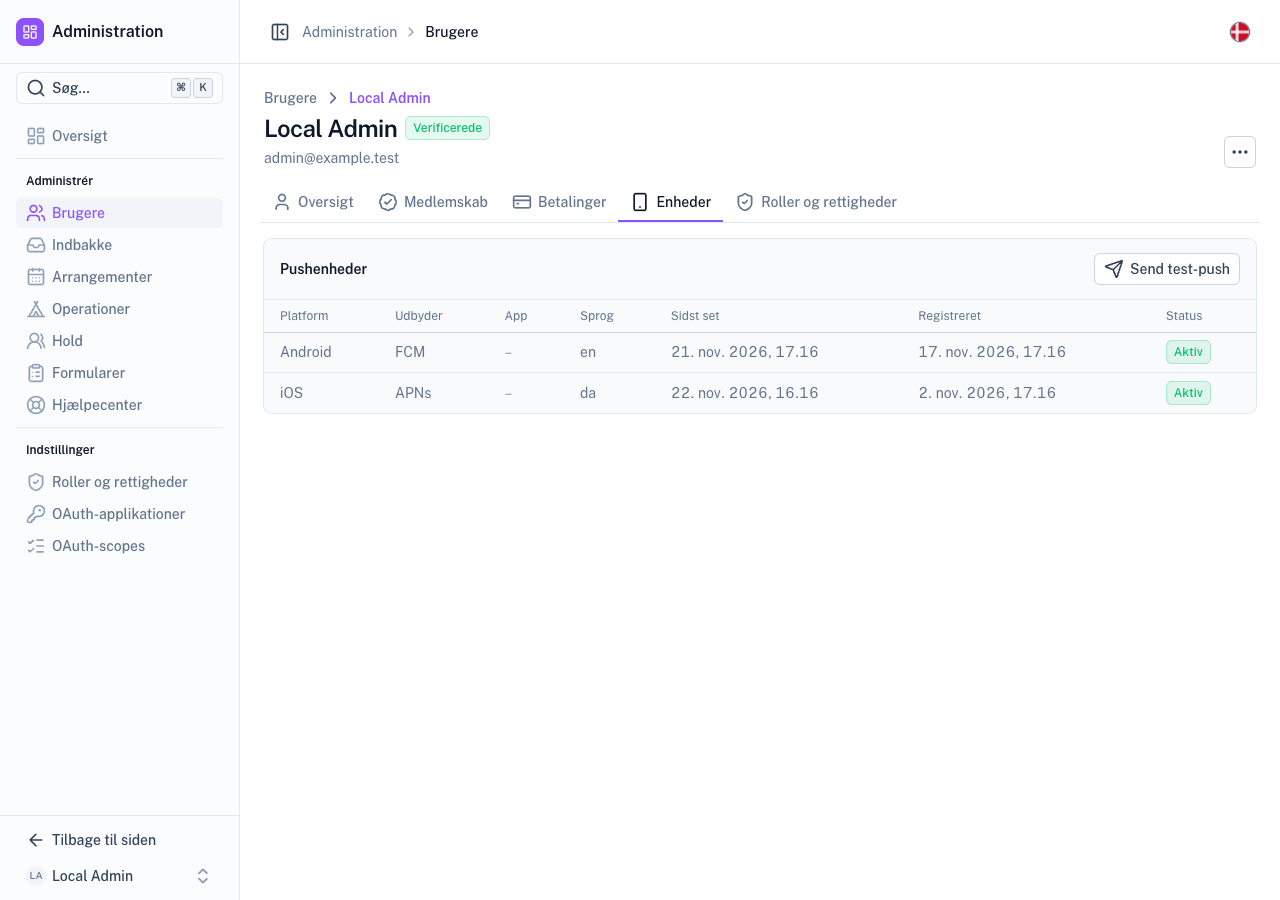 Administration
Søg...
⌘ K
Oversigt
Administrér
Brugere
Indbakke
Arrangementer
Operationer
Hold
Formularer
Hjælpecenter
Indstillinger
Roller og rettigheder
OAuth-applikationer
OAuth-scopes
Tilbage til siden
LA Local Admin
Administration Brugere
Brugere Local Admin
Local Admin Verificerede
admin@example.test
Oversigt Medlemskab Betalinger Enheder Roller og rettigheder
Pushenheder Send test-push
Platform Udbyder App Sprog Sidst set Registreret Status
Android FCM – en 21. nov. 2026, 17.16 17. nov. 2026, 17.16 Aktiv
iOS APNs – da 22. nov. 2026, 16.16 2. nov. 2026, 17.16 Aktiv